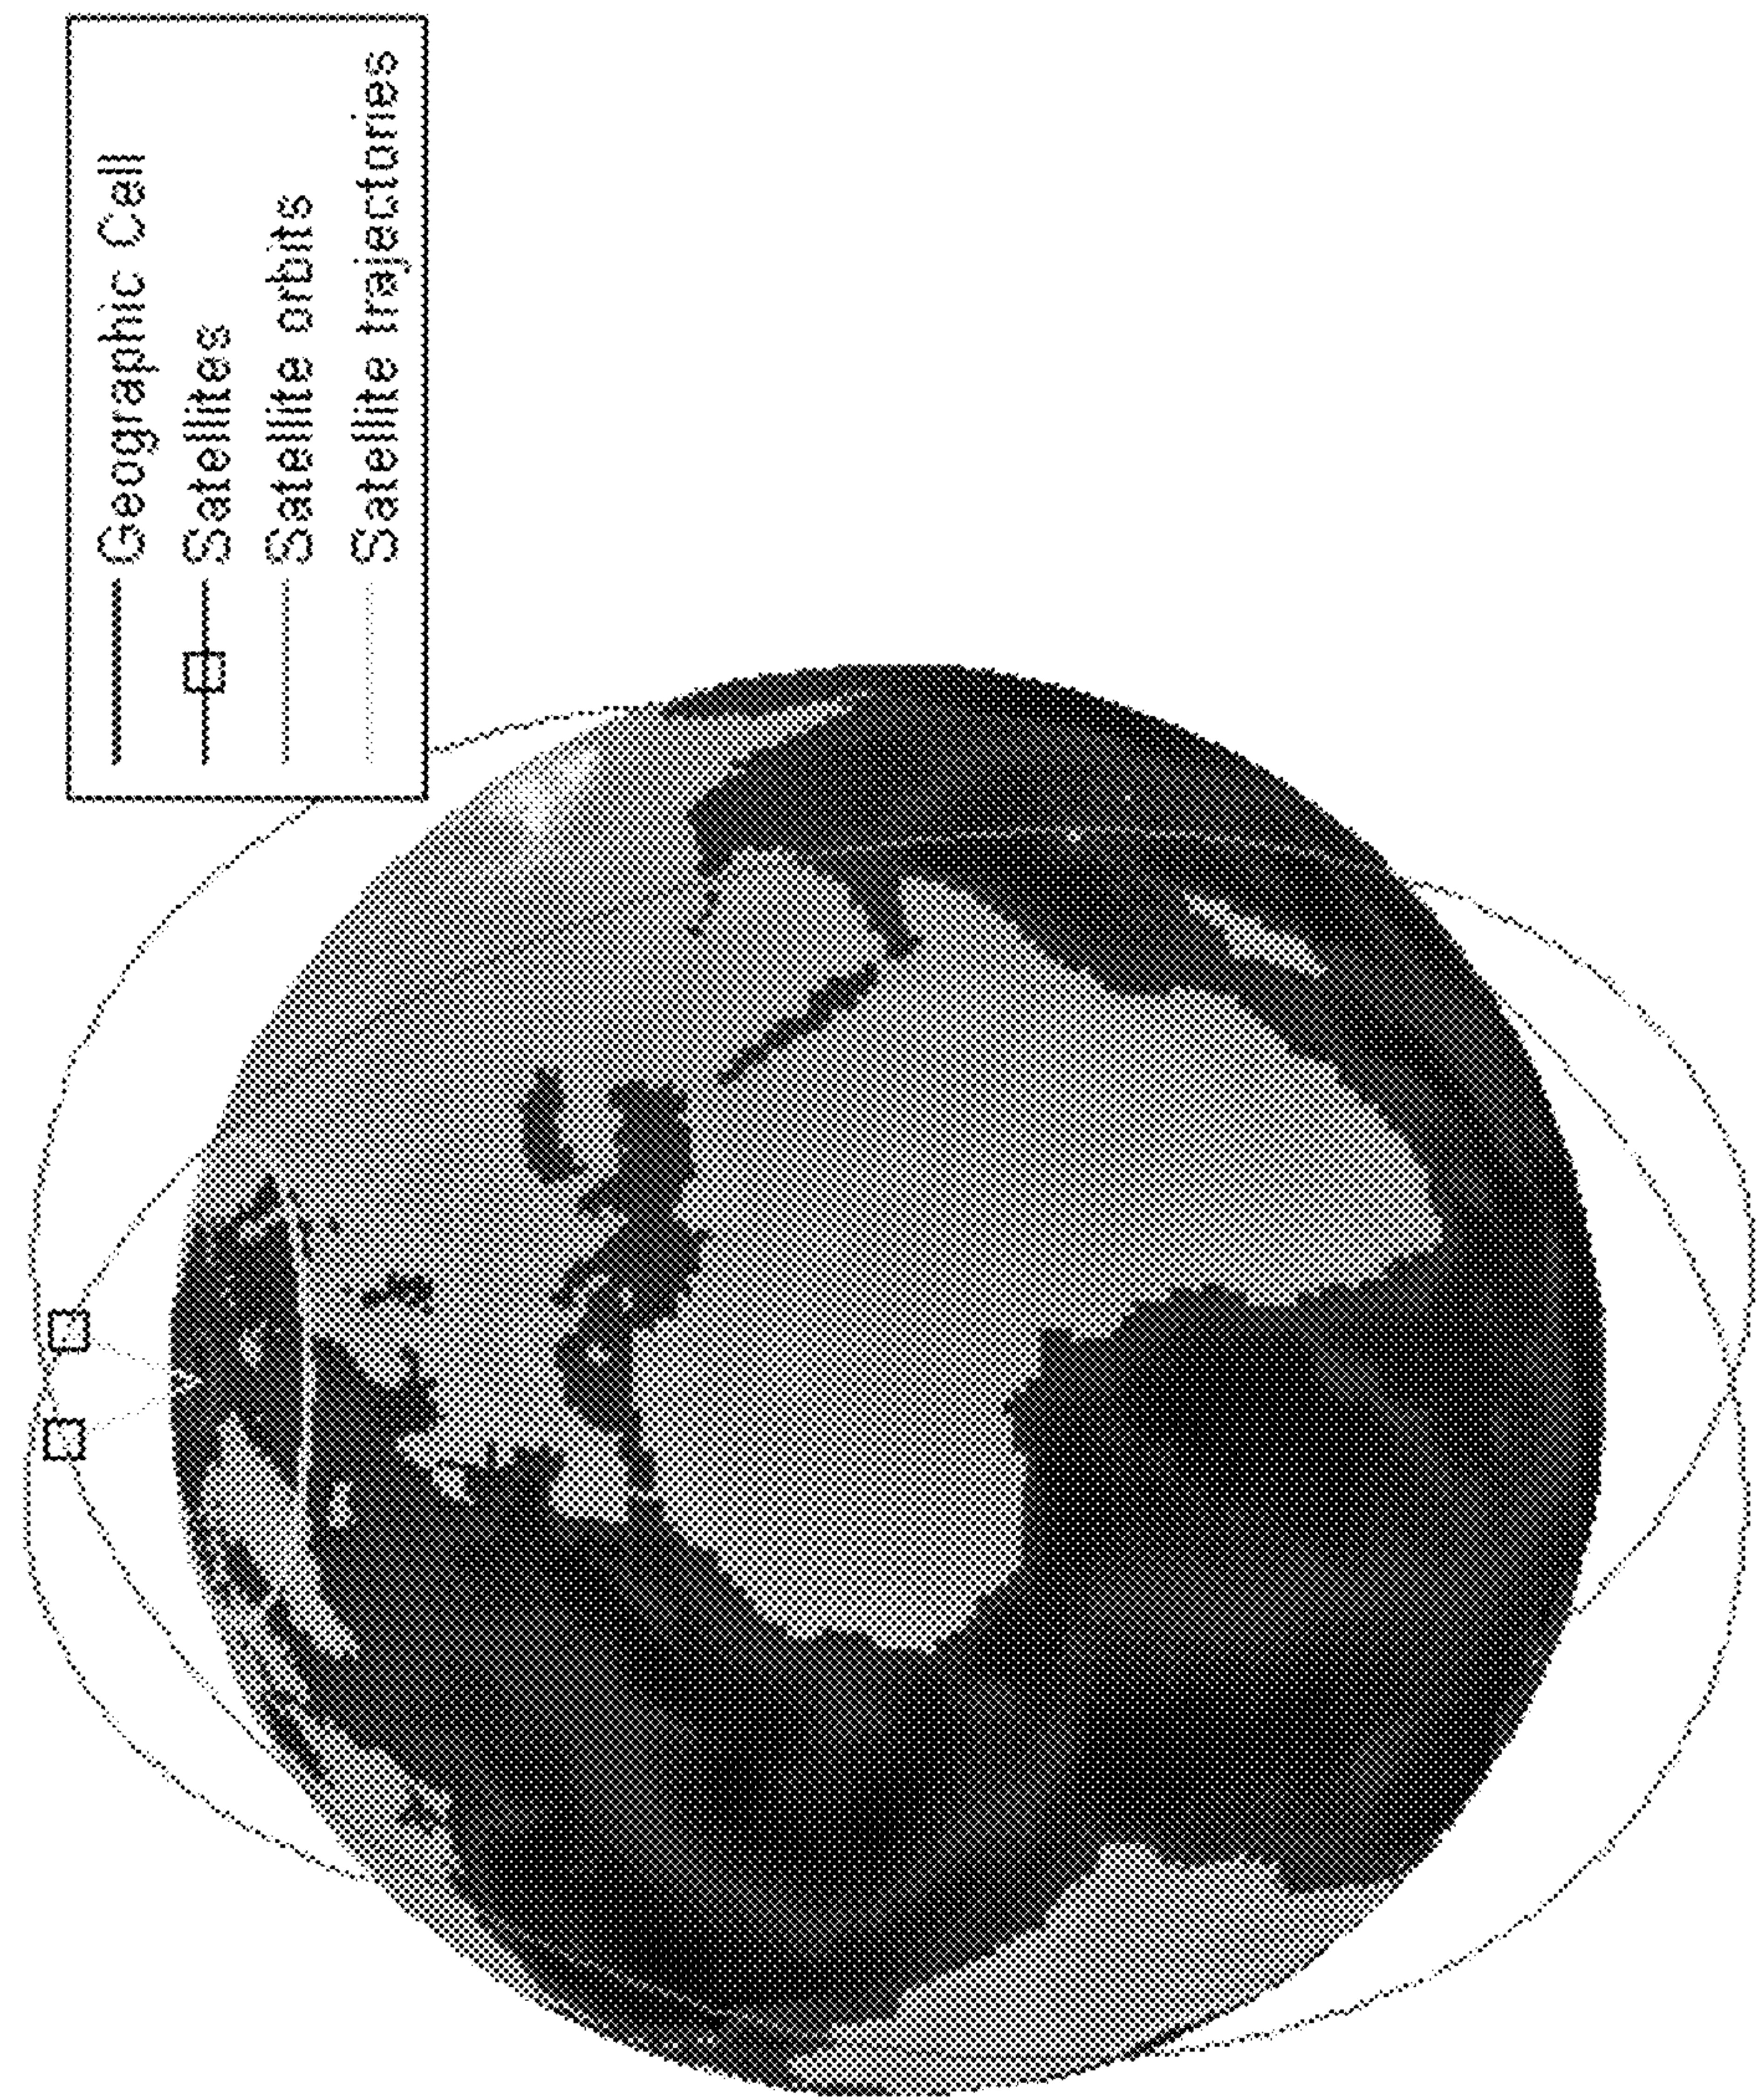 Geographic Cell
Satellites
Satellite orbits
Satellite trajectories